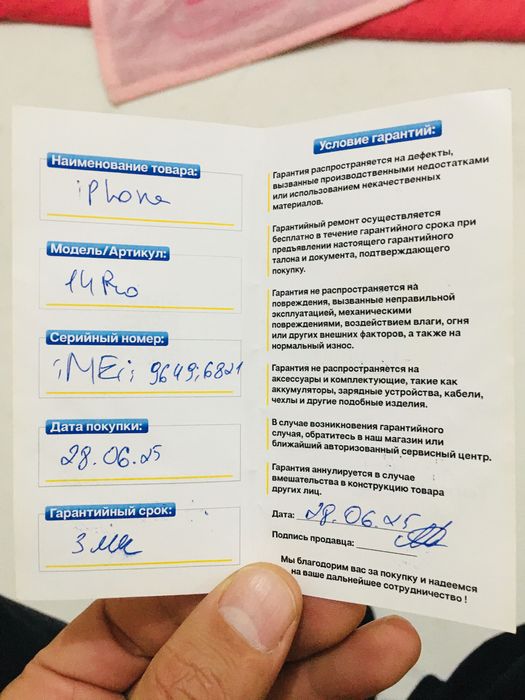 Наименование товара:
iPhone
Модель/Артикул:
14 Pro
Серийный номер:
iMEi; 9649;6821
Дата покупки:
28.06.25
Гарантийный срок:
3 мес
Условие гарантий:
Гарантия распространяется на дефекты,
вызванные производственными недостатками
или использованием некачественных
материалов.
Гарантийный ремонт осуществляется
бесплатно в течение гарантийного срока при
предъявлении настоящего гарантийного
талона и документа, подтверждающего
покупку.
Гарантия не распространяется на
повреждения, вызванные неправильной
эксплуатацией, механическими
повреждениями, воздействием влаги, огня
или других внешних факторов, а также на
нормальный износ.
Гарантия не распространяется на
аксессуары и комплектующие, такие как
аккумуляторы, зарядные устройства, кабели,
чехлы и другие подобные изделия.
В случае возникновения гарантийного
случая, обратитесь в наш магазин или
ближайший авторизованный сервисный центр.
Гарантия аннулируется в случае
вмешательства в конструкцию товара
других лиц.
Дата: 28.06.25
Подпись продавца:
Мы благодорим вас за покупку и надеемся
на ваше дальнейшее сотрудничество !